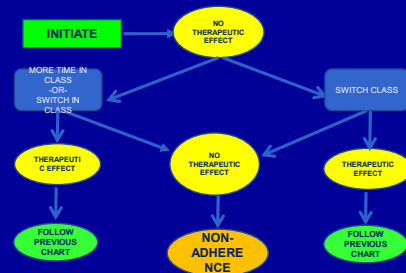 INITIATE
NO
THERAPEUTIC
EFFECT
MORE TIME IN
CLASS
-OR-
SWITCH IN
CLASS
SWITCH CLASS
THERAPEUTI
C EFFECT
NO
THERAPEUTIC
EFFECT
THERAPEUTIC
EFFECT
FOLLOW
PREVIOUS
CHART
NON-
ADHERE
NCE
FOLLOW
PREVIOUS
CHART